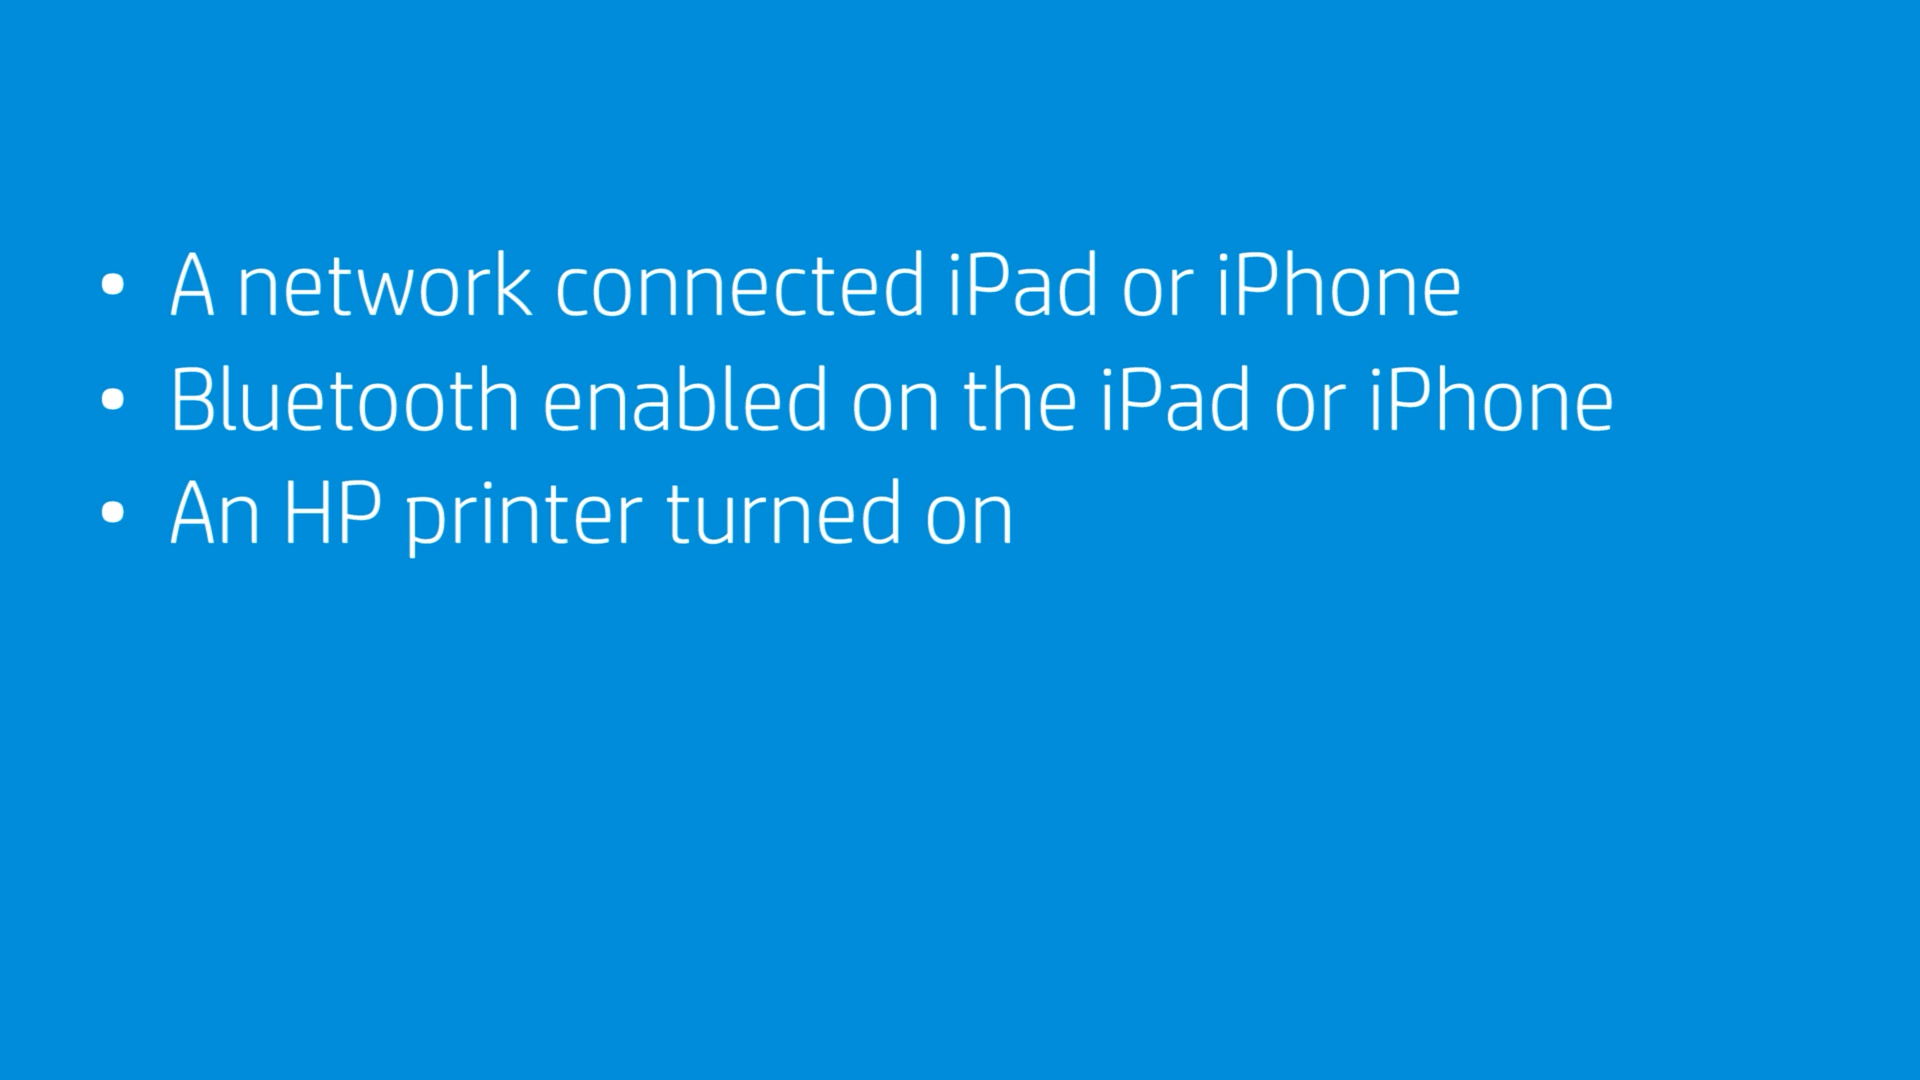 • A network connected iPad or iPhone
• Bluetooth enabled on the iPad or iPhone
• An HP printer turned on